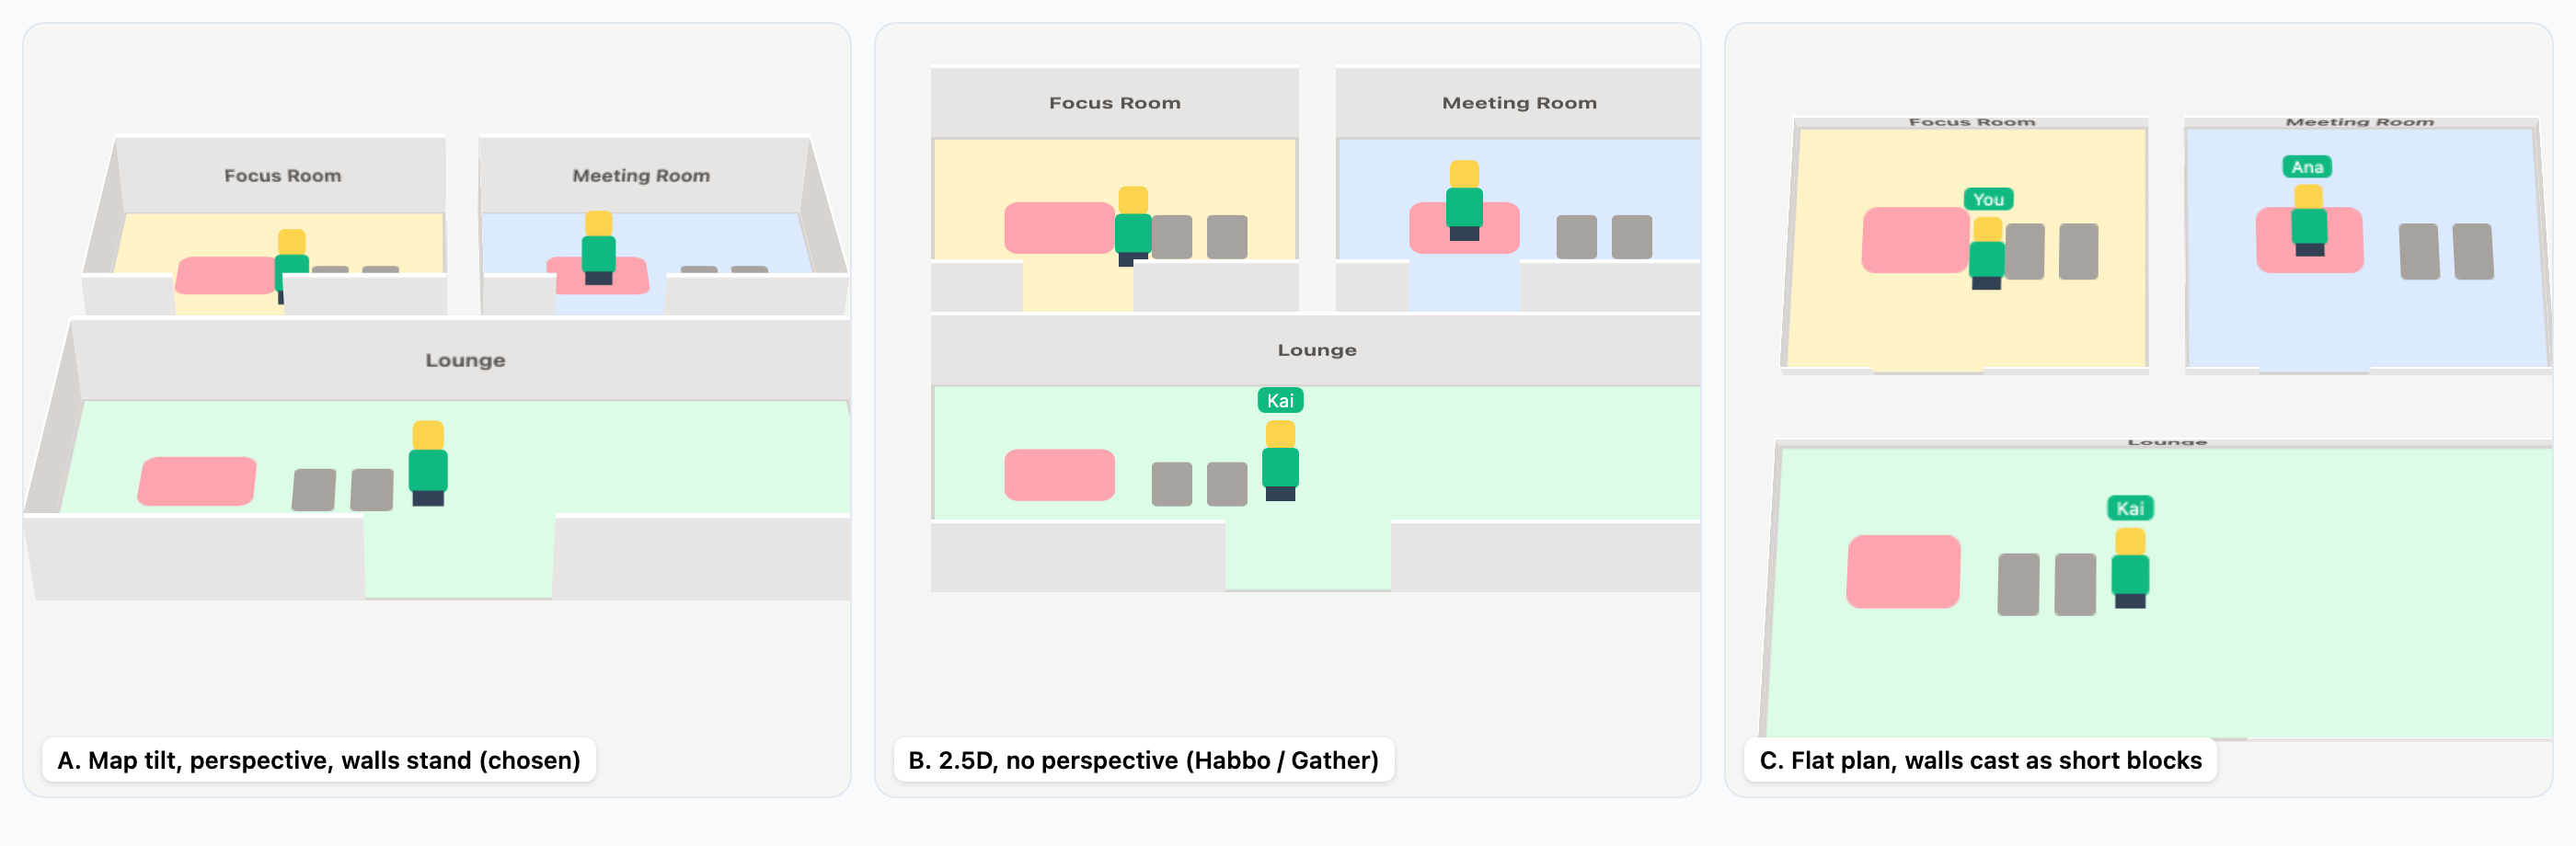 Focus Room
Meeting Room
Lounge
A. Map tilt, perspective, walls stand (chosen)
Focus Room
Meeting Room
Lounge
Kai
B. 2.5D, no perspective (Habbo / Gather)
Focus Room
Meeting Room
Ana
You
Lounge
Kai
C. Flat plan, walls cast as short blocks